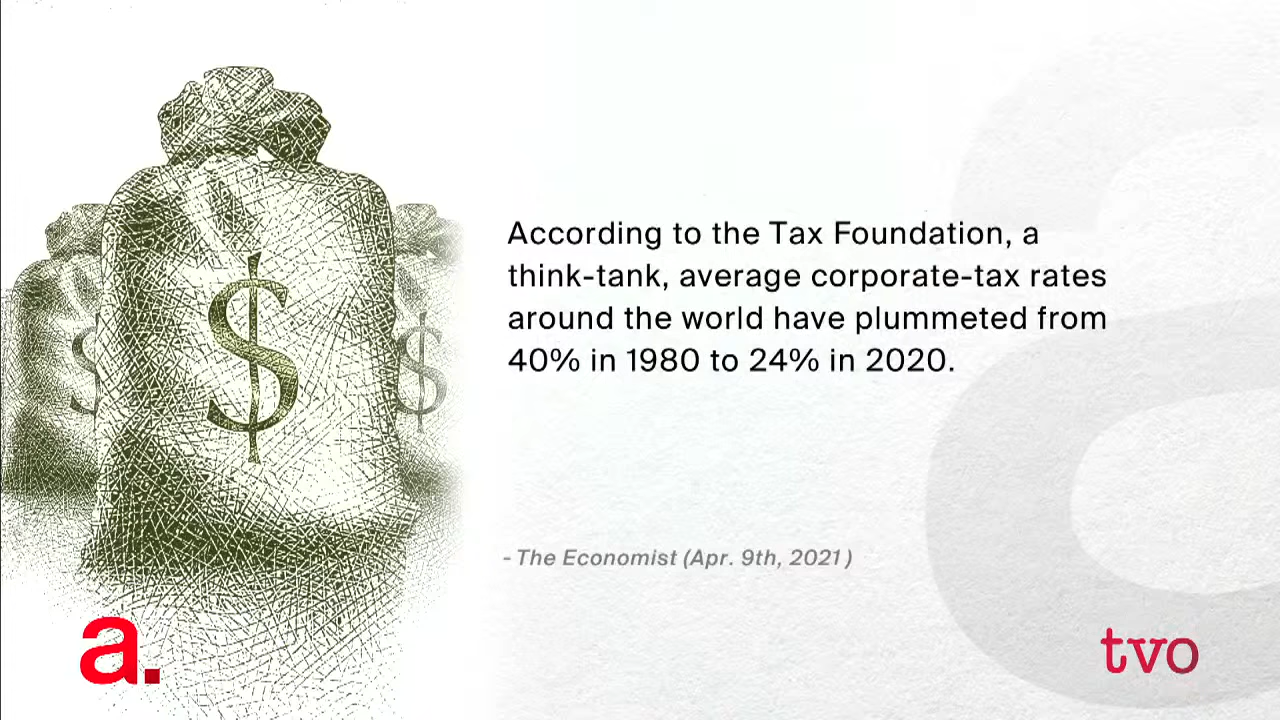 According to the Tax Foundation, a
think-tank, average corporate-tax rates
around the world have plummeted from
40% in 1980 to 24% in 2020.
- The Economist (Apr. 9th, 2021)
$
$
$
a.
tvo